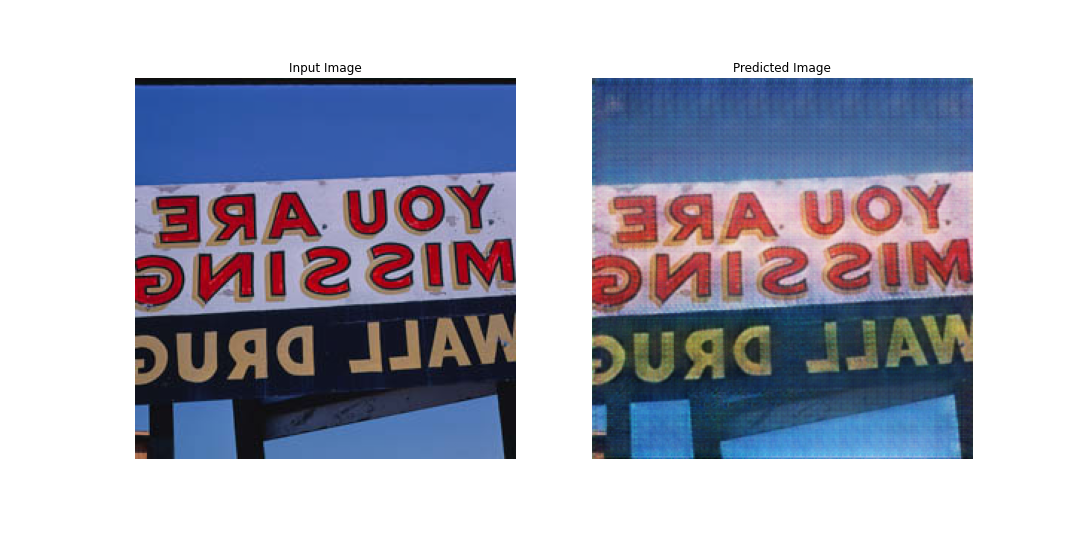 Input Image
YOU ARE
MISSING
WALL DRUG
Predicted Image
YOU ARE
MISSING
WALL DRUG